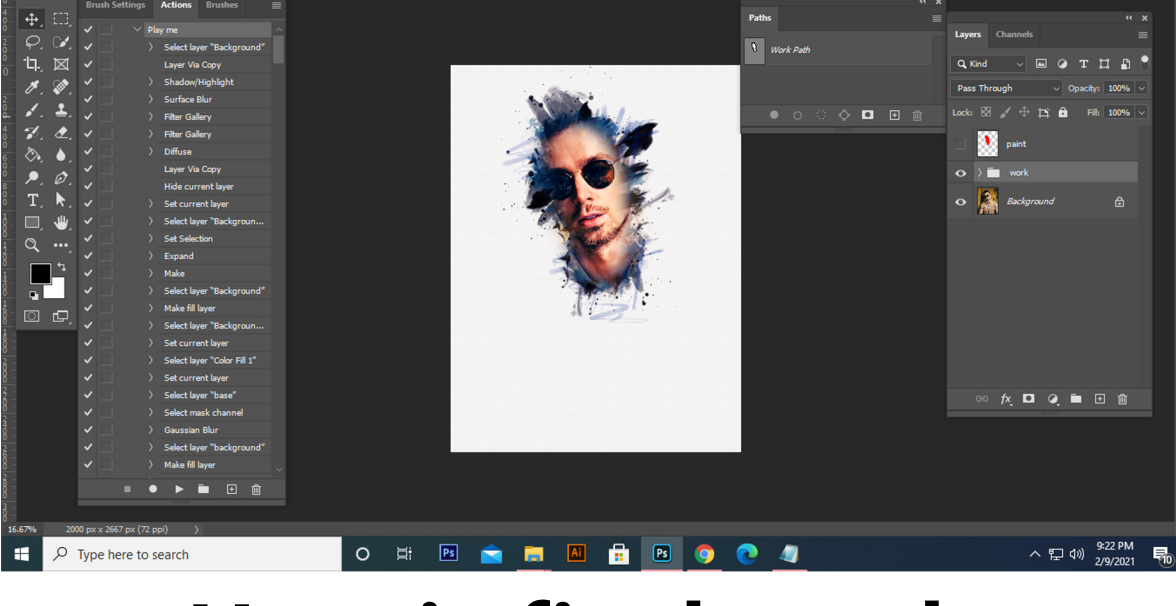 Brush Settings Actions Brushes
Play me
Select layer "Background"
Layer Via Copy
Shadow/Highlight
Surface Blur
Filter Gallery
Filter Gallery
Diffuse
Layer Via Copy
Hide current layer
Set current layer
Select layer "Backgroun...
Set Selection
Expand
Make
Select layer "Background"
Make fill layer
Select layer "Backgroun...
Set current layer
Select layer "Color Fill 1"
Set current layer
Select layer "base"
Select mask channel
Gaussian Blur
Select layer "background"
Make fill layer
Paths
Work Path
Layers Channels
Kind
Pass Through Opacity: 100%
Lock: Fill: 100%
paint
work
Background
16.67% 2000 px x 2667 px (72 ppi)
Type here to search
Ps Ai Ps
9:22 PM
2/9/2021
10